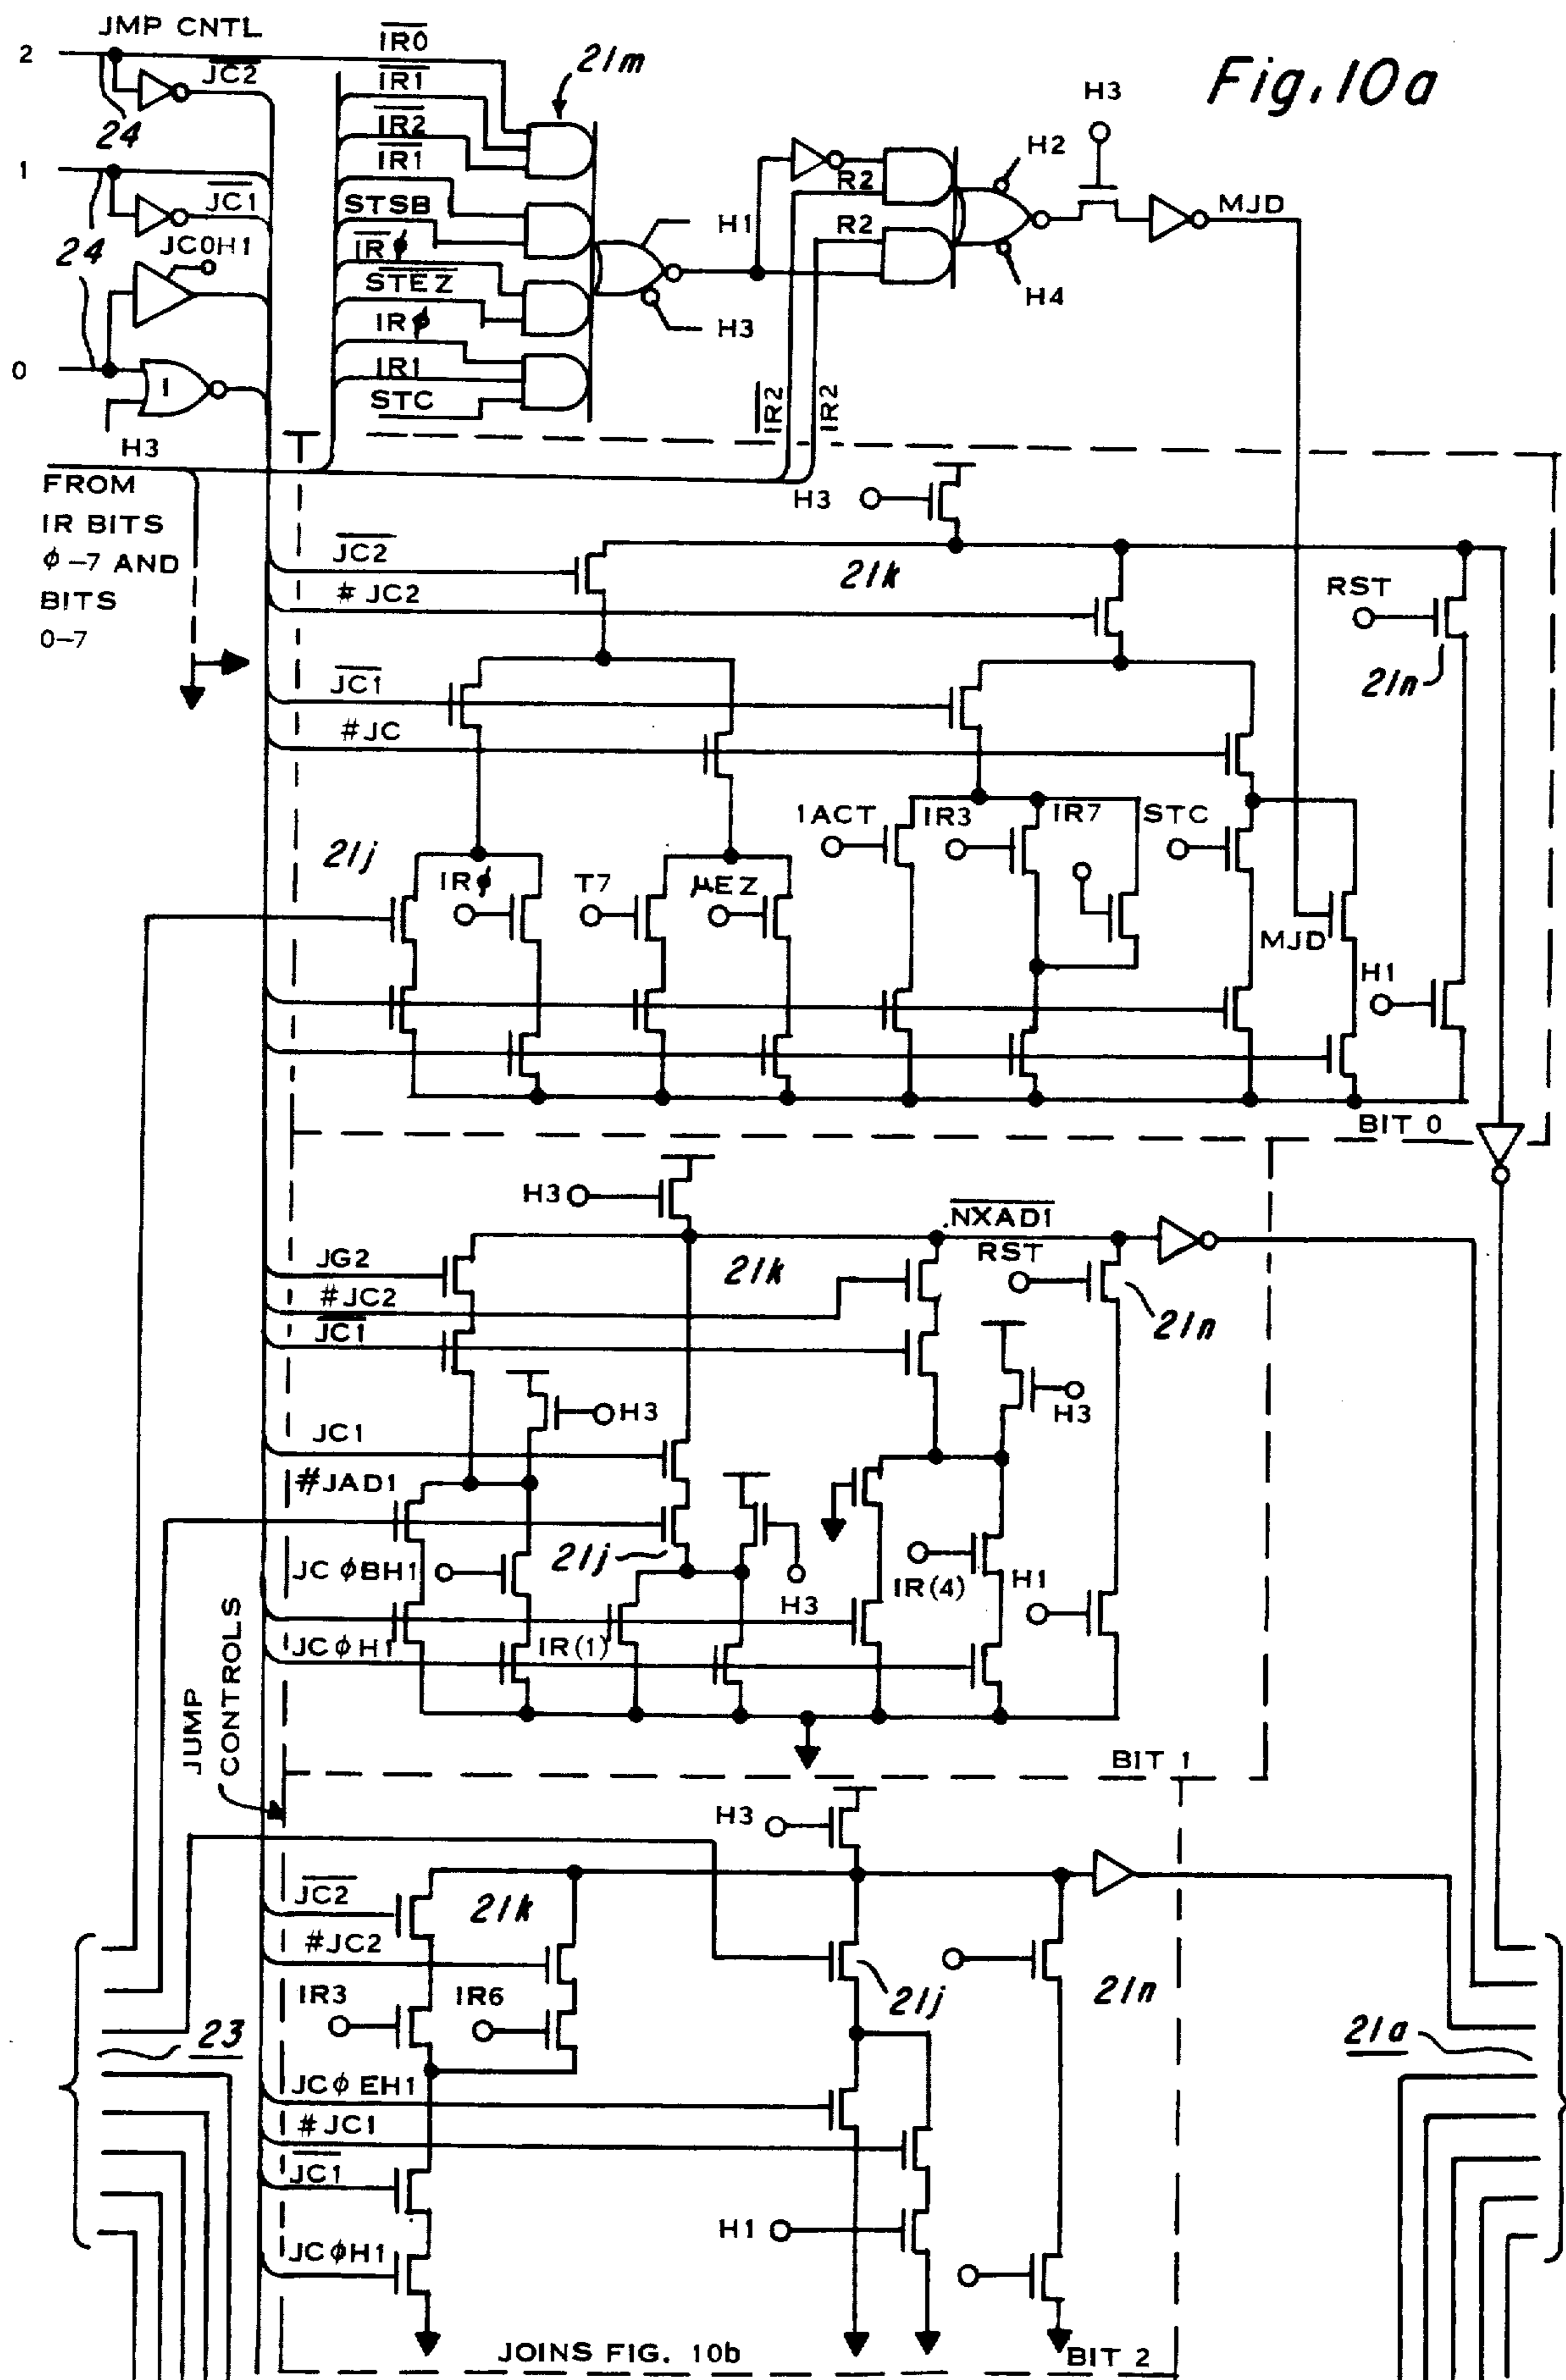 JMP CNTL
Fig. 10a
2
IR0
21m
JC2
IR1
24
IR2
H3
IR1
H2
1
JC1
STSB
R2
MJD
24
JC0H1
IRϕ
R2
H1
STEZ
H4
IRϕ
H3
0
1
IR1
STC
IR2
IR2
H3
FROM
IR BITS
ϕ-7 AND
BITS
0-7
H3
JC2
21k
# JC2
RST
JC1
21n
#JC
1ACT
IR3
IR7
STC
21j
IRϕ
T7
μEZ
MJD
H1
BIT 0
H3
NXAD1
JG2
21k
RST
#JC2
21n
JC1
H3
H3
JC1
#JAD1
21j
JCϕBH1
IR(4)
H1
H3
JCϕH1
IR(1)
JUMP
CONTROLS
BIT 1
H3
JC2
21k
#JC2
IR3
IR6
21j
21n
23
21a
JCϕEH1
#JC1
JC1
H1
JCϕH1
JOINS FIG. 10b
BIT 2